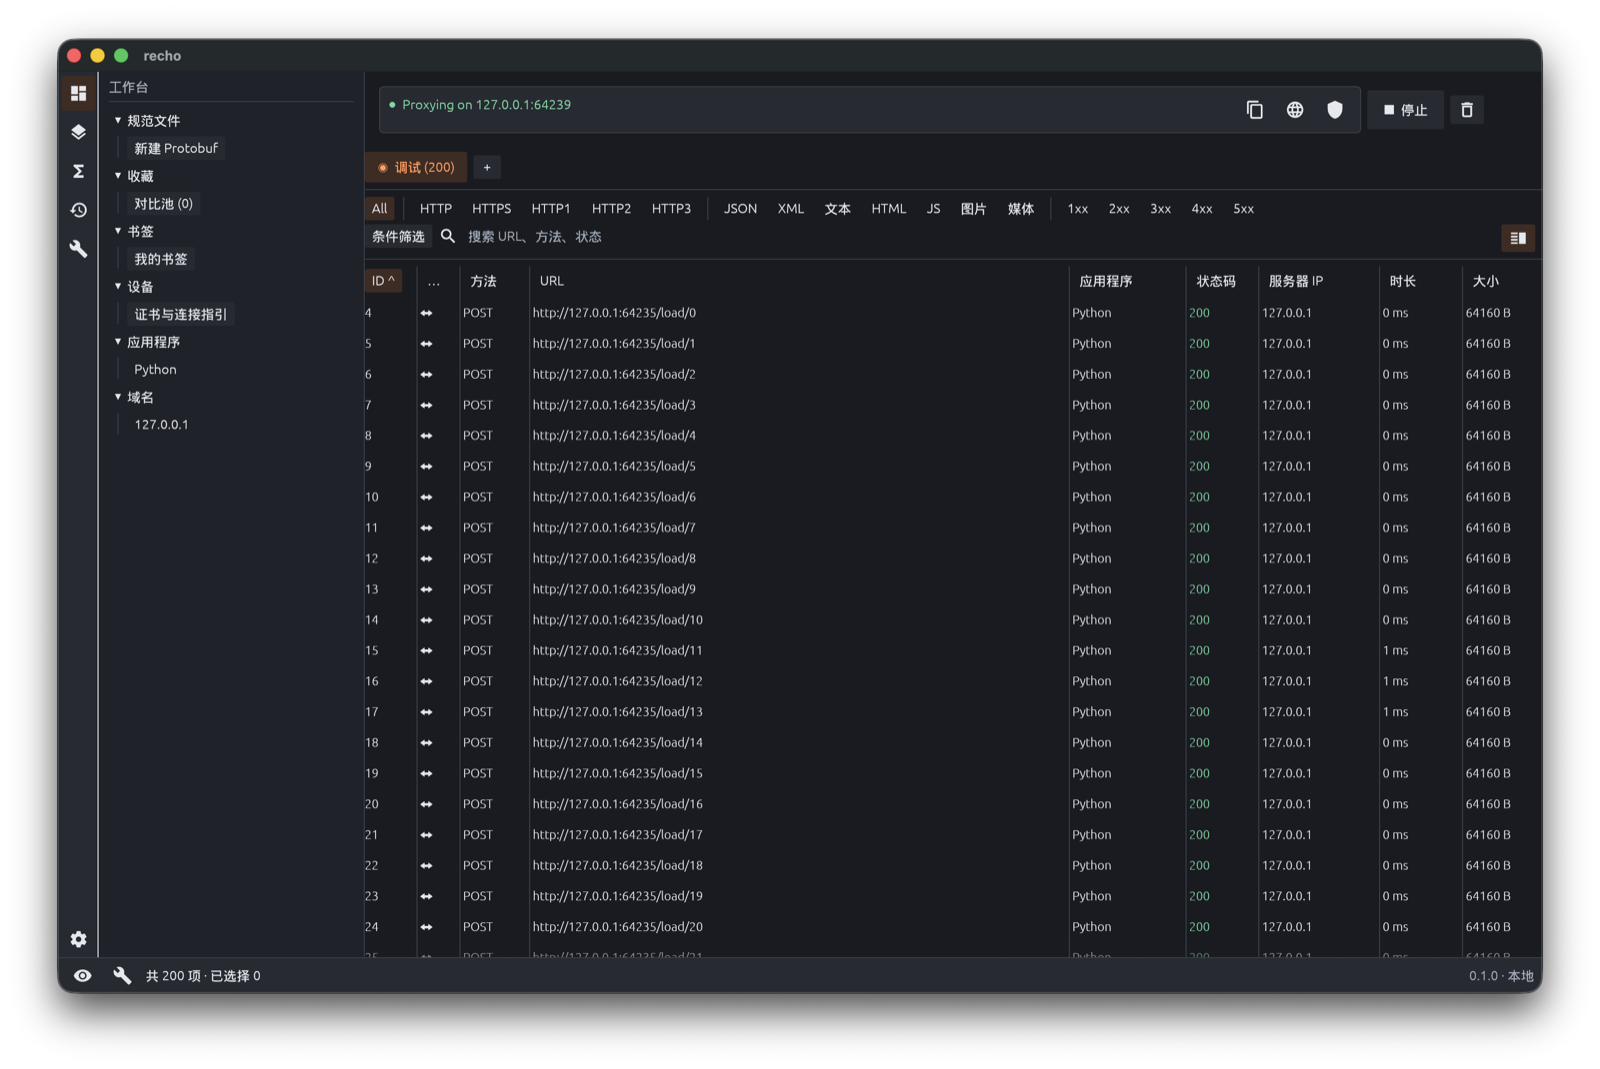 recho
工作台
▼ 规范文件
新建 Protobuf
▼ 收藏
对比池 (0)
▼ 书签
我的书签
▼ 设备
证书与连接指引
▼ 应用程序
Python
▼ 域名
127.0.0.1
Proxying on 127.0.0.1:64239
停止
调试 (200)
+
All HTTP HTTPS HTTP1 HTTP2 HTTP3 JSON XML 文本 HTML JS 图片 媒体 1xx 2xx 3xx 4xx 5xx
条件筛选 搜索 URL、方法、状态
ID ^ ... 方法 URL 应用程序 状态码 服务器 IP 时长 大小
4 ↔ POST http://127.0.0.1:64235/load/0 Python 200 127.0.0.1 0 ms 64160 B
5 ↔ POST http://127.0.0.1:64235/load/1 Python 200 127.0.0.1 0 ms 64160 B
6 ↔ POST http://127.0.0.1:64235/load/2 Python 200 127.0.0.1 0 ms 64160 B
7 ↔ POST http://127.0.0.1:64235/load/3 Python 200 127.0.0.1 0 ms 64160 B
8 ↔ POST http://127.0.0.1:64235/load/4 Python 200 127.0.0.1 0 ms 64160 B
9 ↔ POST http://127.0.0.1:64235/load/5 Python 200 127.0.0.1 0 ms 64160 B
10 ↔ POST http://127.0.0.1:64235/load/6 Python 200 127.0.0.1 0 ms 64160 B
11 ↔ POST http://127.0.0.1:64235/load/7 Python 200 127.0.0.1 0 ms 64160 B
12 ↔ POST http://127.0.0.1:64235/load/8 Python 200 127.0.0.1 0 ms 64160 B
13 ↔ POST http://127.0.0.1:64235/load/9 Python 200 127.0.0.1 0 ms 64160 B
14 ↔ POST http://127.0.0.1:64235/load/10 Python 200 127.0.0.1 0 ms 64160 B
15 ↔ POST http://127.0.0.1:64235/load/11 Python 200 127.0.0.1 1 ms 64160 B
16 ↔ POST http://127.0.0.1:64235/load/12 Python 200 127.0.0.1 1 ms 64160 B
17 ↔ POST http://127.0.0.1:64235/load/13 Python 200 127.0.0.1 1 ms 64160 B
18 ↔ POST http://127.0.0.1:64235/load/14 Python 200 127.0.0.1 0 ms 64160 B
19 ↔ POST http://127.0.0.1:64235/load/15 Python 200 127.0.0.1 0 ms 64160 B
20 ↔ POST http://127.0.0.1:64235/load/16 Python 200 127.0.0.1 0 ms 64160 B
21 ↔ POST http://127.0.0.1:64235/load/17 Python 200 127.0.0.1 0 ms 64160 B
22 ↔ POST http://127.0.0.1:64235/load/18 Python 200 127.0.0.1 0 ms 64160 B
23 ↔ POST http://127.0.0.1:64235/load/19 Python 200 127.0.0.1 0 ms 64160 B
24 ↔ POST http://127.0.0.1:64235/load/20 Python 200 127.0.0.1 0 ms 64160 B
共 200 项 · 已选择 0
0.1.0 · 本地